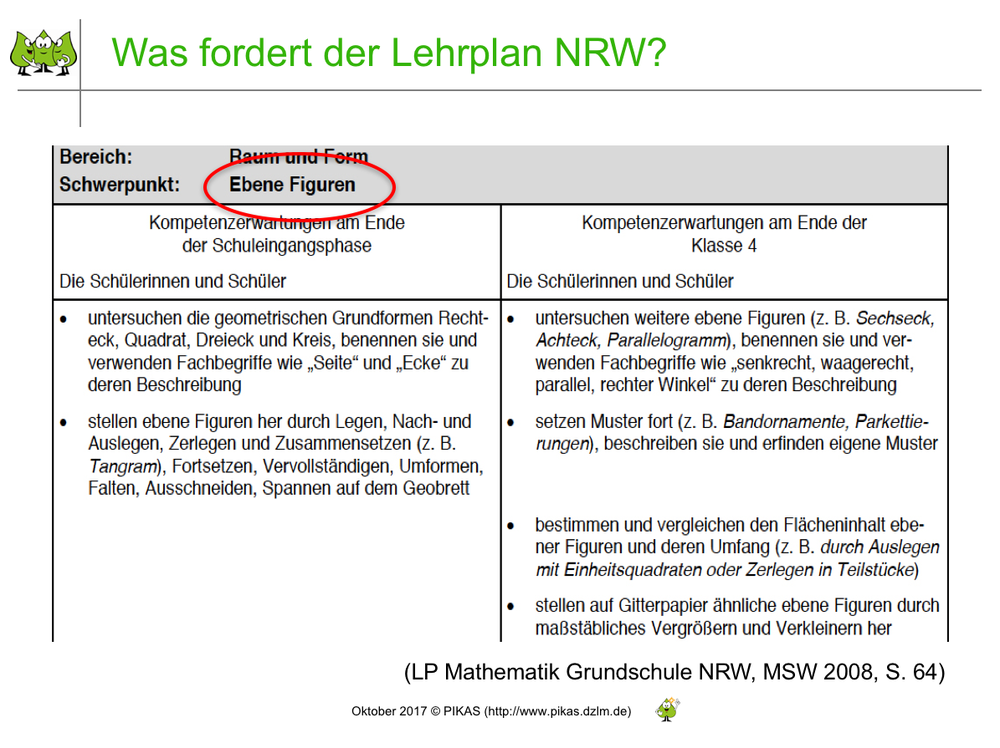 Was fordert der Lehrplan NRW?
Bereich: Raum und Form
Schwerpunkt: Ebene Figuren
Kompetenzerwartungen am Ende
der Schuleingangsphase
Die Schülerinnen und Schüler
• untersuchen die geometrischen Grundformen Recht-
eck, Quadrat, Dreieck und Kreis, benennen sie und
verwenden Fachbegriffe wie „Seite“ und „Ecke“ zu
deren Beschreibung
• stellen ebene Figuren her durch Legen, Nach- und
Auslegen, Zerlegen und Zusammensetzen (z. B.
Tangram), Fortsetzen, Vervollständigen, Umformen,
Falten, Ausschneiden, Spannen auf dem Geobrett
Kompetenzerwartungen am Ende der
Klasse 4
Die Schülerinnen und Schüler
• untersuchen weitere ebene Figuren (z. B. Sechseck,
Achteck, Parallelogramm), benennen sie und ver-
wenden Fachbegriffe wie „senkrecht, waagerecht,
parallel, rechter Winkel“ zu deren Beschreibung
• setzen Muster fort (z. B. Bandornamente, Parkettie-
rungen), beschreiben sie und erfinden eigene Muster
• bestimmen und vergleichen den Flächeninhalt ebe-
ner Figuren und deren Umfang (z. B. durch Auslegen
mit Einheitsquadraten oder Zerlegen in Teilstücke)
• stellen auf Gitterpapier ähnliche ebene Figuren durch
maßstäbliches Vergrößern und Verkleinern her
(LP Mathematik Grundschule NRW, MSW 2008, S. 64)
Oktober 2017 © PIKAS (http://www.pikas.dzlm.de)